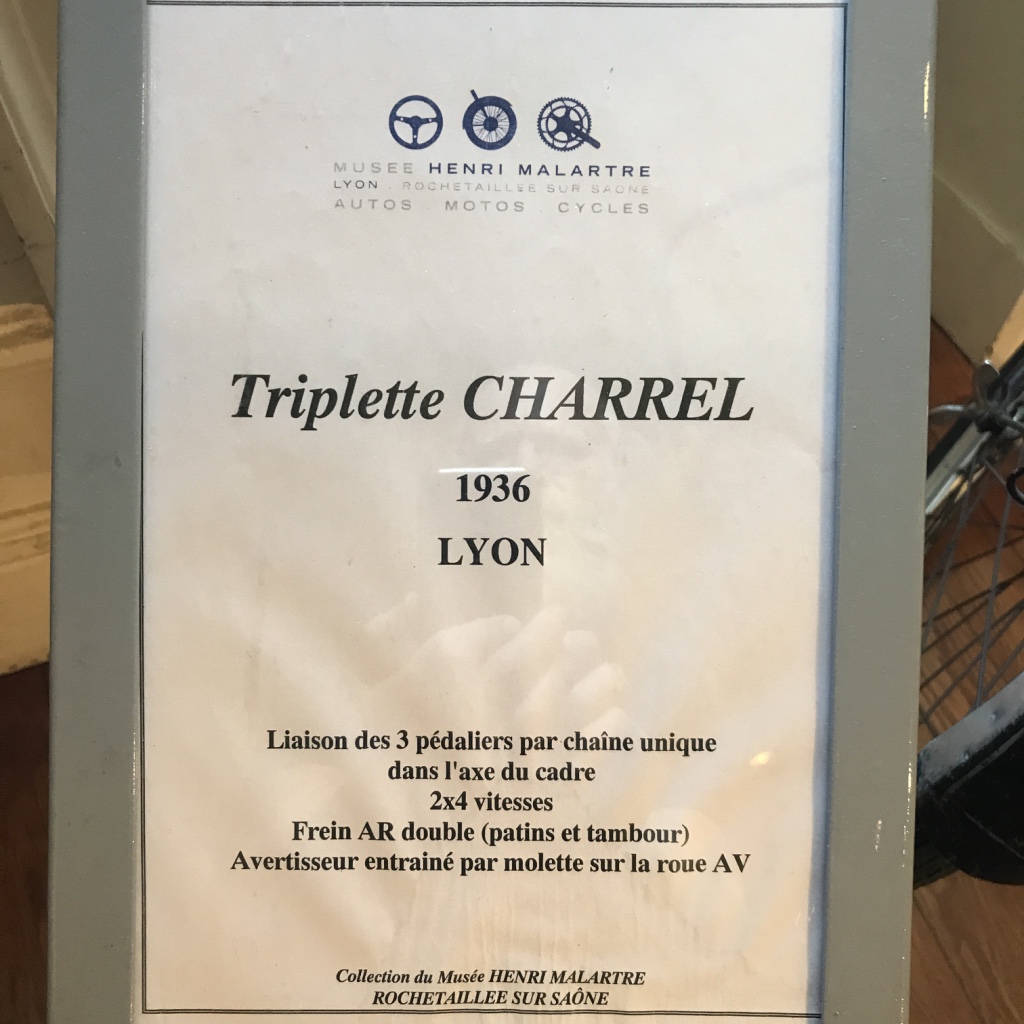 MUSEE HENRI MALARTRE
LYON . ROCHETAILLEE SUR SAONE
AUTOS . MOTOS . CYCLES
Triplette CHARREL
1936
LYON
Liaison des 3 pédaliers par chaîne unique
dans l'axe du cadre
2x4 vitesses
Frein AR double (patins et tambour)
Avertisseur entrainé par molette sur la roue AV
Collection du Musée HENRI MALARTRE
ROCHETAILLEE SUR SAÔNE